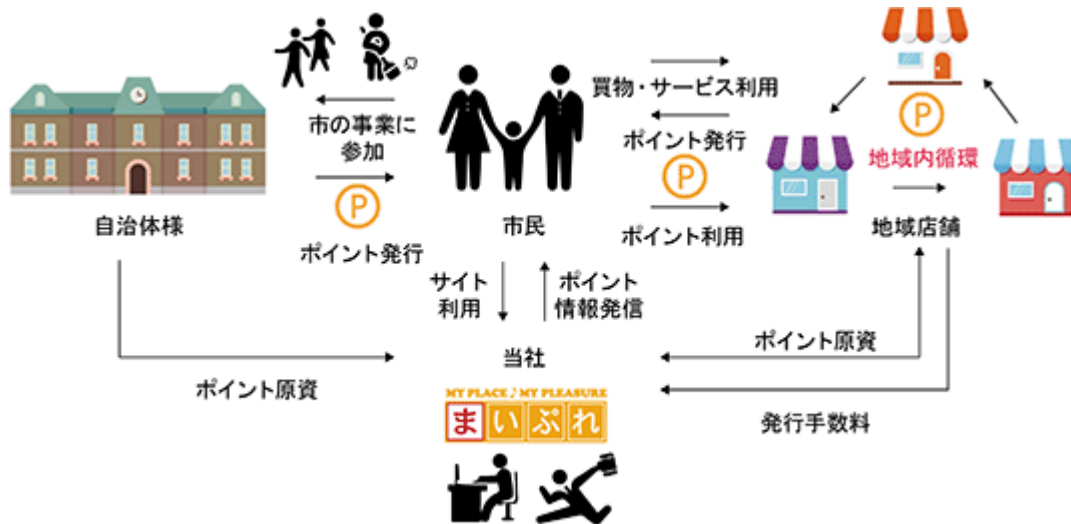 市の事業に
参加
P
ポイント発行
自治体様
市民
買物・サービス利用
ポイント発行
P
ポイント利用
P
地域内循環
地域店舗
サイト
利用
ポイント
情報発信
ポイント原資
当社
ポイント原資
発行手数料
MY PLACE♪MY PLEASURE
まいぷれ